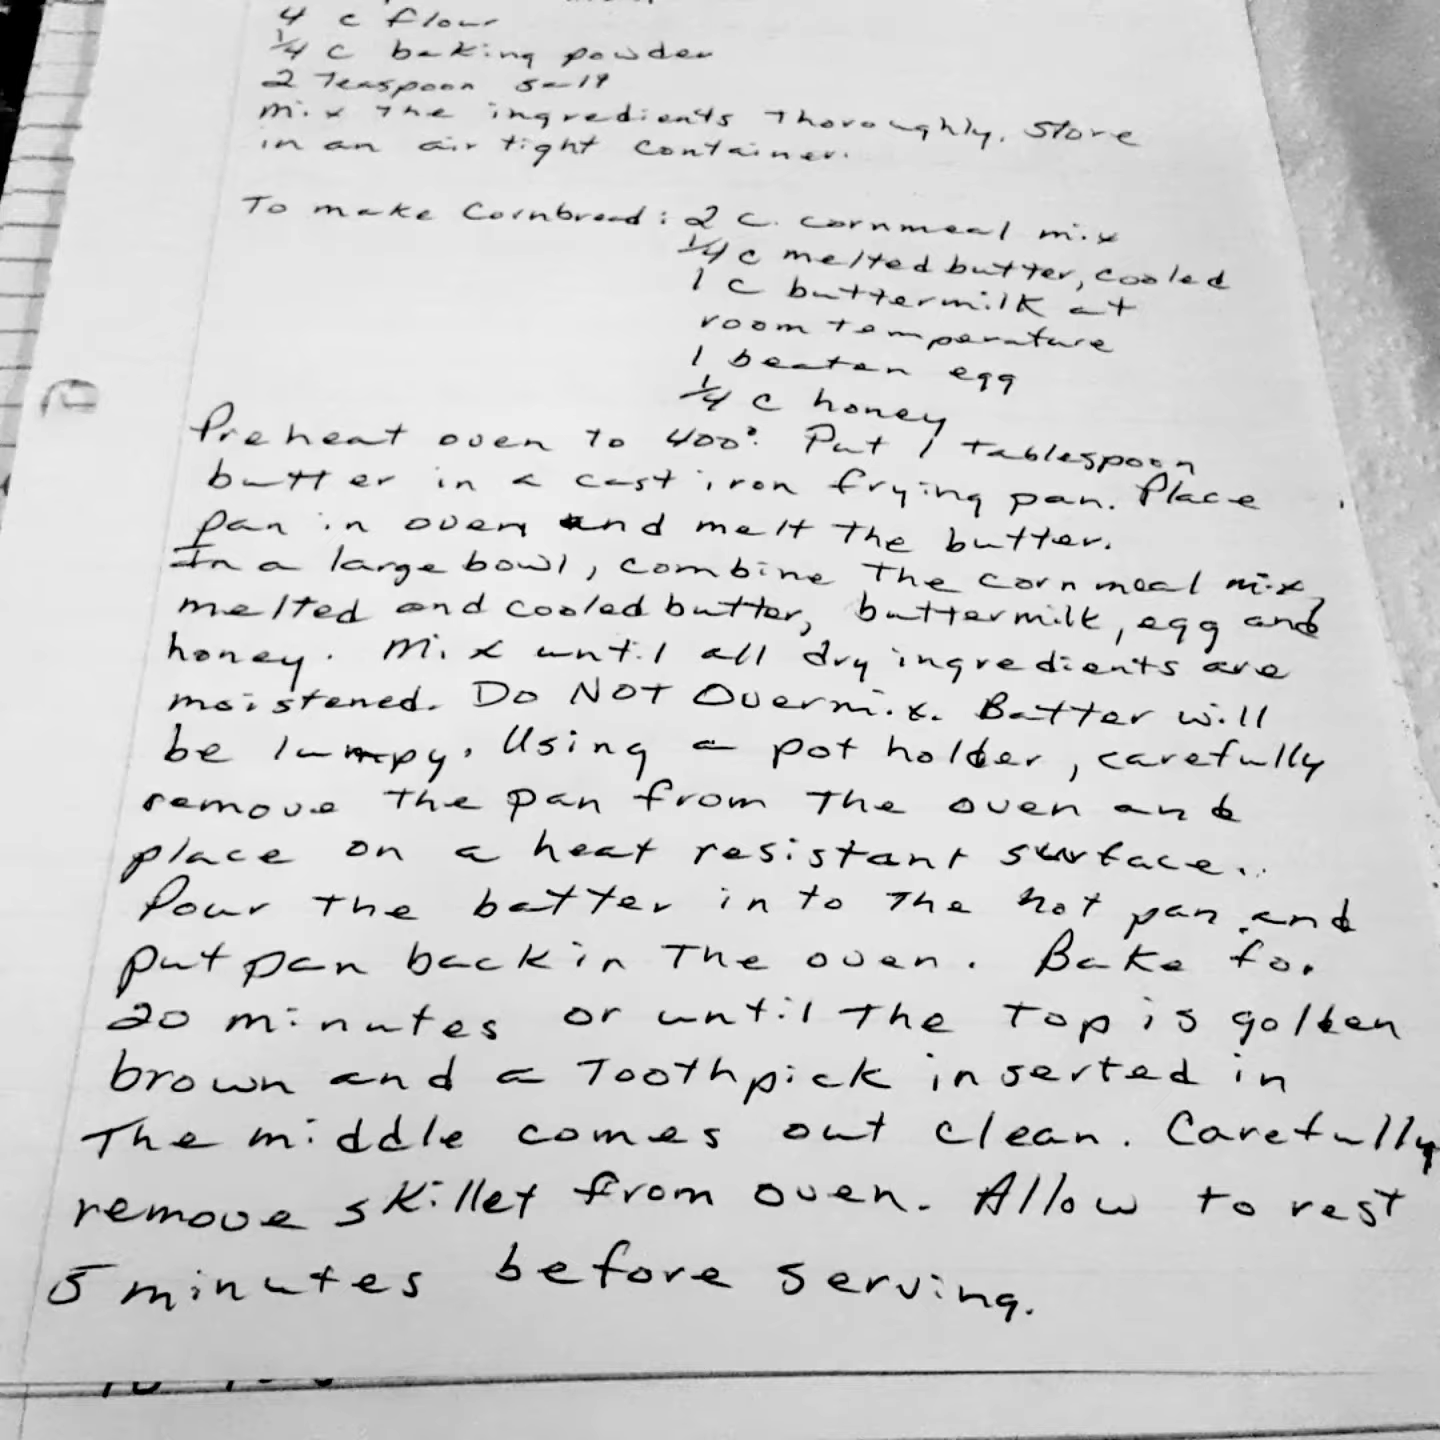 4 c flour
1/4 c baking powder
2 Teaspoon salt
Mix the ingredients Thoroughly. Store
in an air tight container.
To make Cornbread: 2 c. cornmeal mix
1/4 c melted butter, cooled
1 c buttermilk at
room temperature
1 beaten egg
1/4 c honey
Preheat oven to 400°. Put 1 tablespoon
butter in a cast iron frying pan. Place
pan in oven and melt the butter.
In a large bowl, combine the corn meal mix,
melted and cooled butter, buttermilk, egg and
honey. Mix until all dry ingredients are
moistened. Do NOT Overmix. Batter will
be lumpy. Using a pot holder, carefully
remove the pan from the oven and
place on a heat resistant surface.
Pour the batter into the hot pan and
put pan back in the oven. Bake for
20 minutes or until the top is golden
brown and a Toothpick inserted in
The middle comes out clean. Carefully
remove skillet from oven. Allow to rest
5 minutes before serving.